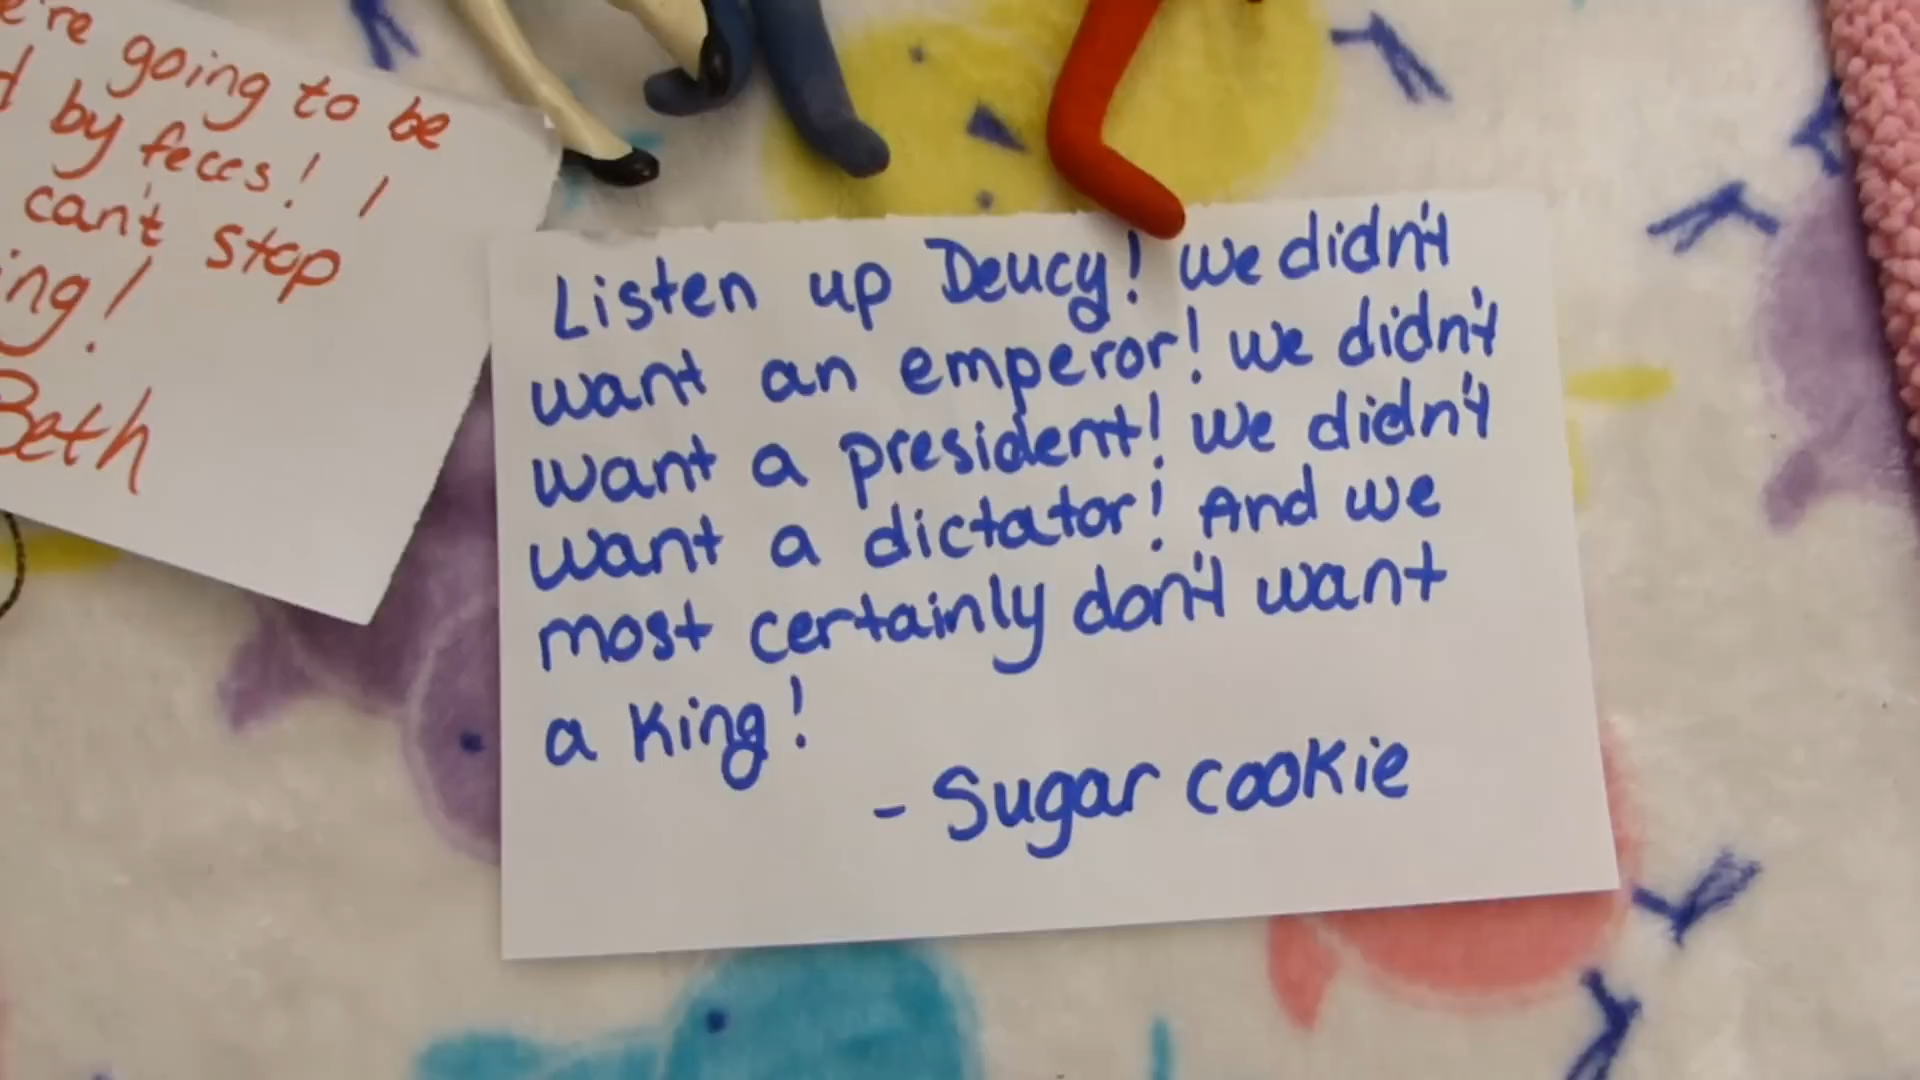 're going to be
by feces! I
can't stop
ing!
Beth
Listen up Deucy! We didn't
want an emperor! We didn't
want a president! We didn't
want a dictator! And we
most certainly don't want
a King!
- Sugar cookie